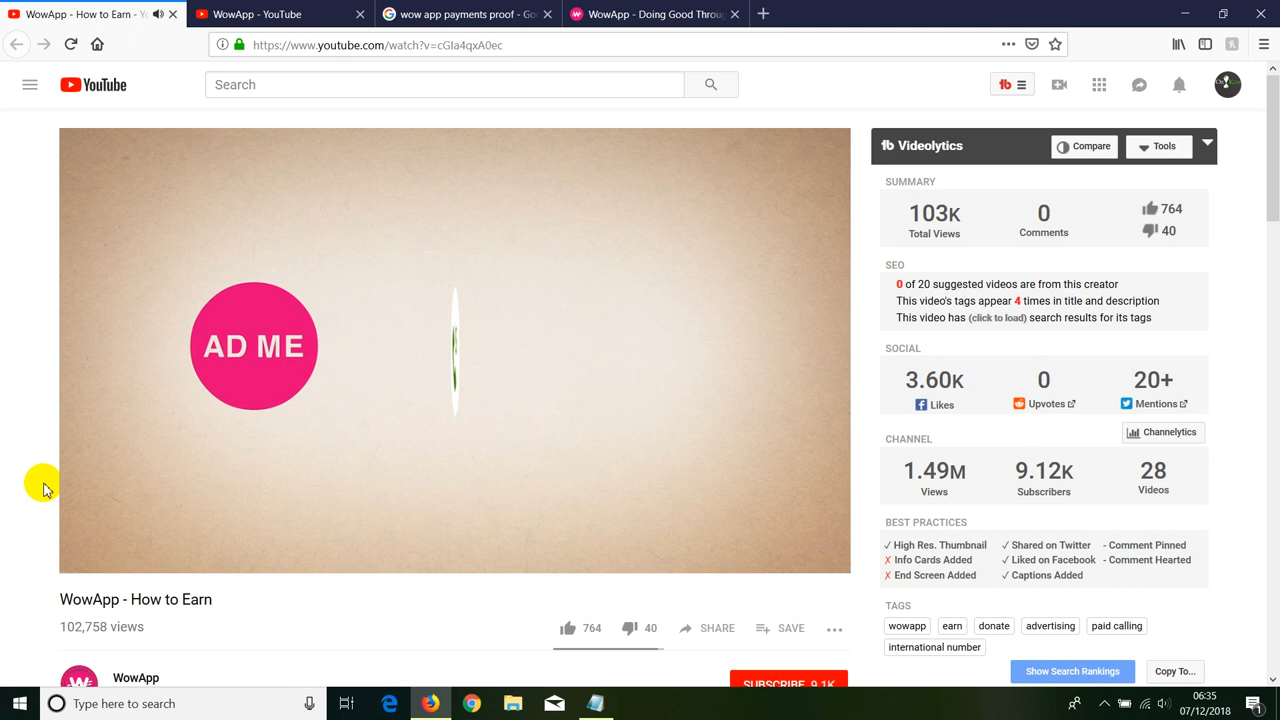 WowApp - How to Earn - Y
WowApp - YouTube
wow app payments proof - Go
WowApp - Doing Good Throu
https://www.youtube.com/watch?v=cGIa4qxA0ec
YouTube
Search
tb
AD ME
tb Videolytics
Compare
Tools
SUMMARY
103K
Total Views
0
Comments
764
40
SEO
0 of 20 suggested videos are from this creator
This video's tags appear 4 times in title and description
This video has (click to load) search results for its tags
SOCIAL
3.60K
Likes
0
Upvotes
20+
Mentions
Channelytics
CHANNEL
1.49M
Views
9.12K
Subscribers
28
Videos
BEST PRACTICES
✓ High Res. Thumbnail
✓ Shared on Twitter
- Comment Pinned
✗ Info Cards Added
✓ Liked on Facebook
- Comment Hearted
✗ End Screen Added
✓ Captions Added
TAGS
wowapp
earn
donate
advertising
paid calling
international number
Show Search Rankings
Copy To...
WowApp - How to Earn
102,758 views
764
40
SHARE
SAVE
WowApp
SUBSCRIBE 9.1K
Type here to search
06:35
07/12/2018
1